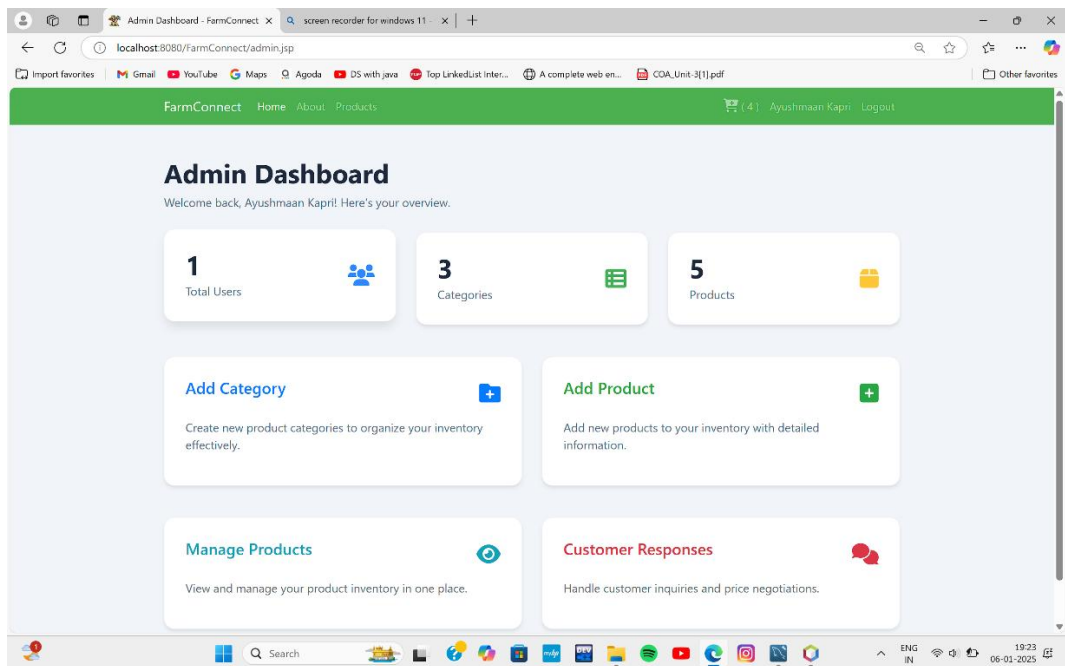 Admin Dashboard - FarmConnect
screen recorder for windows 11 -
localhost:8080/FarmConnect/admin.jsp
Import favorites Gmail YouTube Maps Agoda DS with java Top LinkedList Inter... A complete web en... COA_Unit-3[1].pdf Other favorites
FarmConnect Home About Products ( 4 ) Ayushmaan Kapri Logout
Admin Dashboard
Welcome back, Ayushmaan Kapri! Here's your overview.
1
Total Users
3
Categories
5
Products
Add Category
Create new product categories to organize your inventory
effectively.
Add Product
Add new products to your inventory with detailed
information.
Manage Products
View and manage your product inventory in one place.
Customer Responses
Handle customer inquiries and price negotiations.
1
Search
DEV
ENG
IN
19:23
06-01-2025